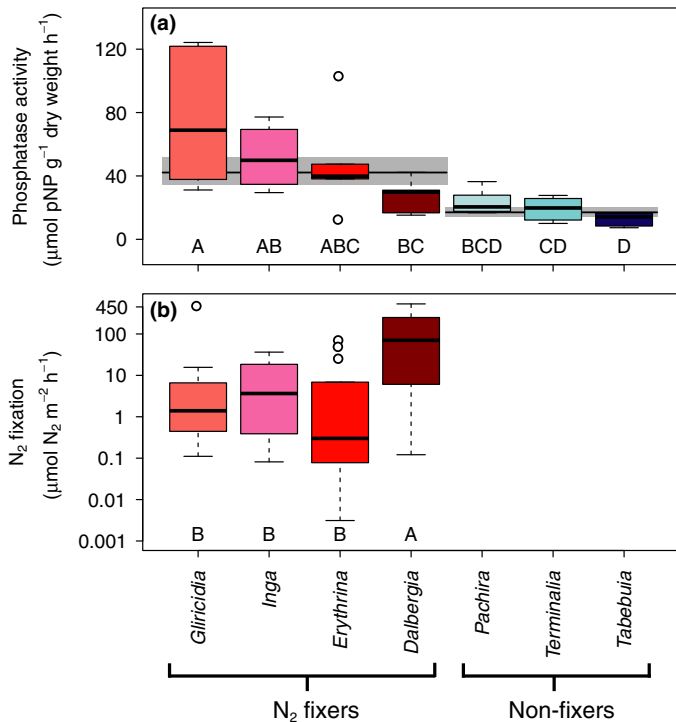 (a)
Phosphatase activity
(μmol pNP g⁻¹ dry weight h⁻¹)
120
80
40
0
A AB ABC BC BCD CD D
(b)
N₂ fixation
(μmol N₂ m⁻² h⁻¹)
450
100
10
1
0.1
0.01
0.001
B B B A
Gliricidia
Inga
Erythrina
Dalbergia
Pachira
Terminalia
Tabebuia
N₂ fixers Non-fixers